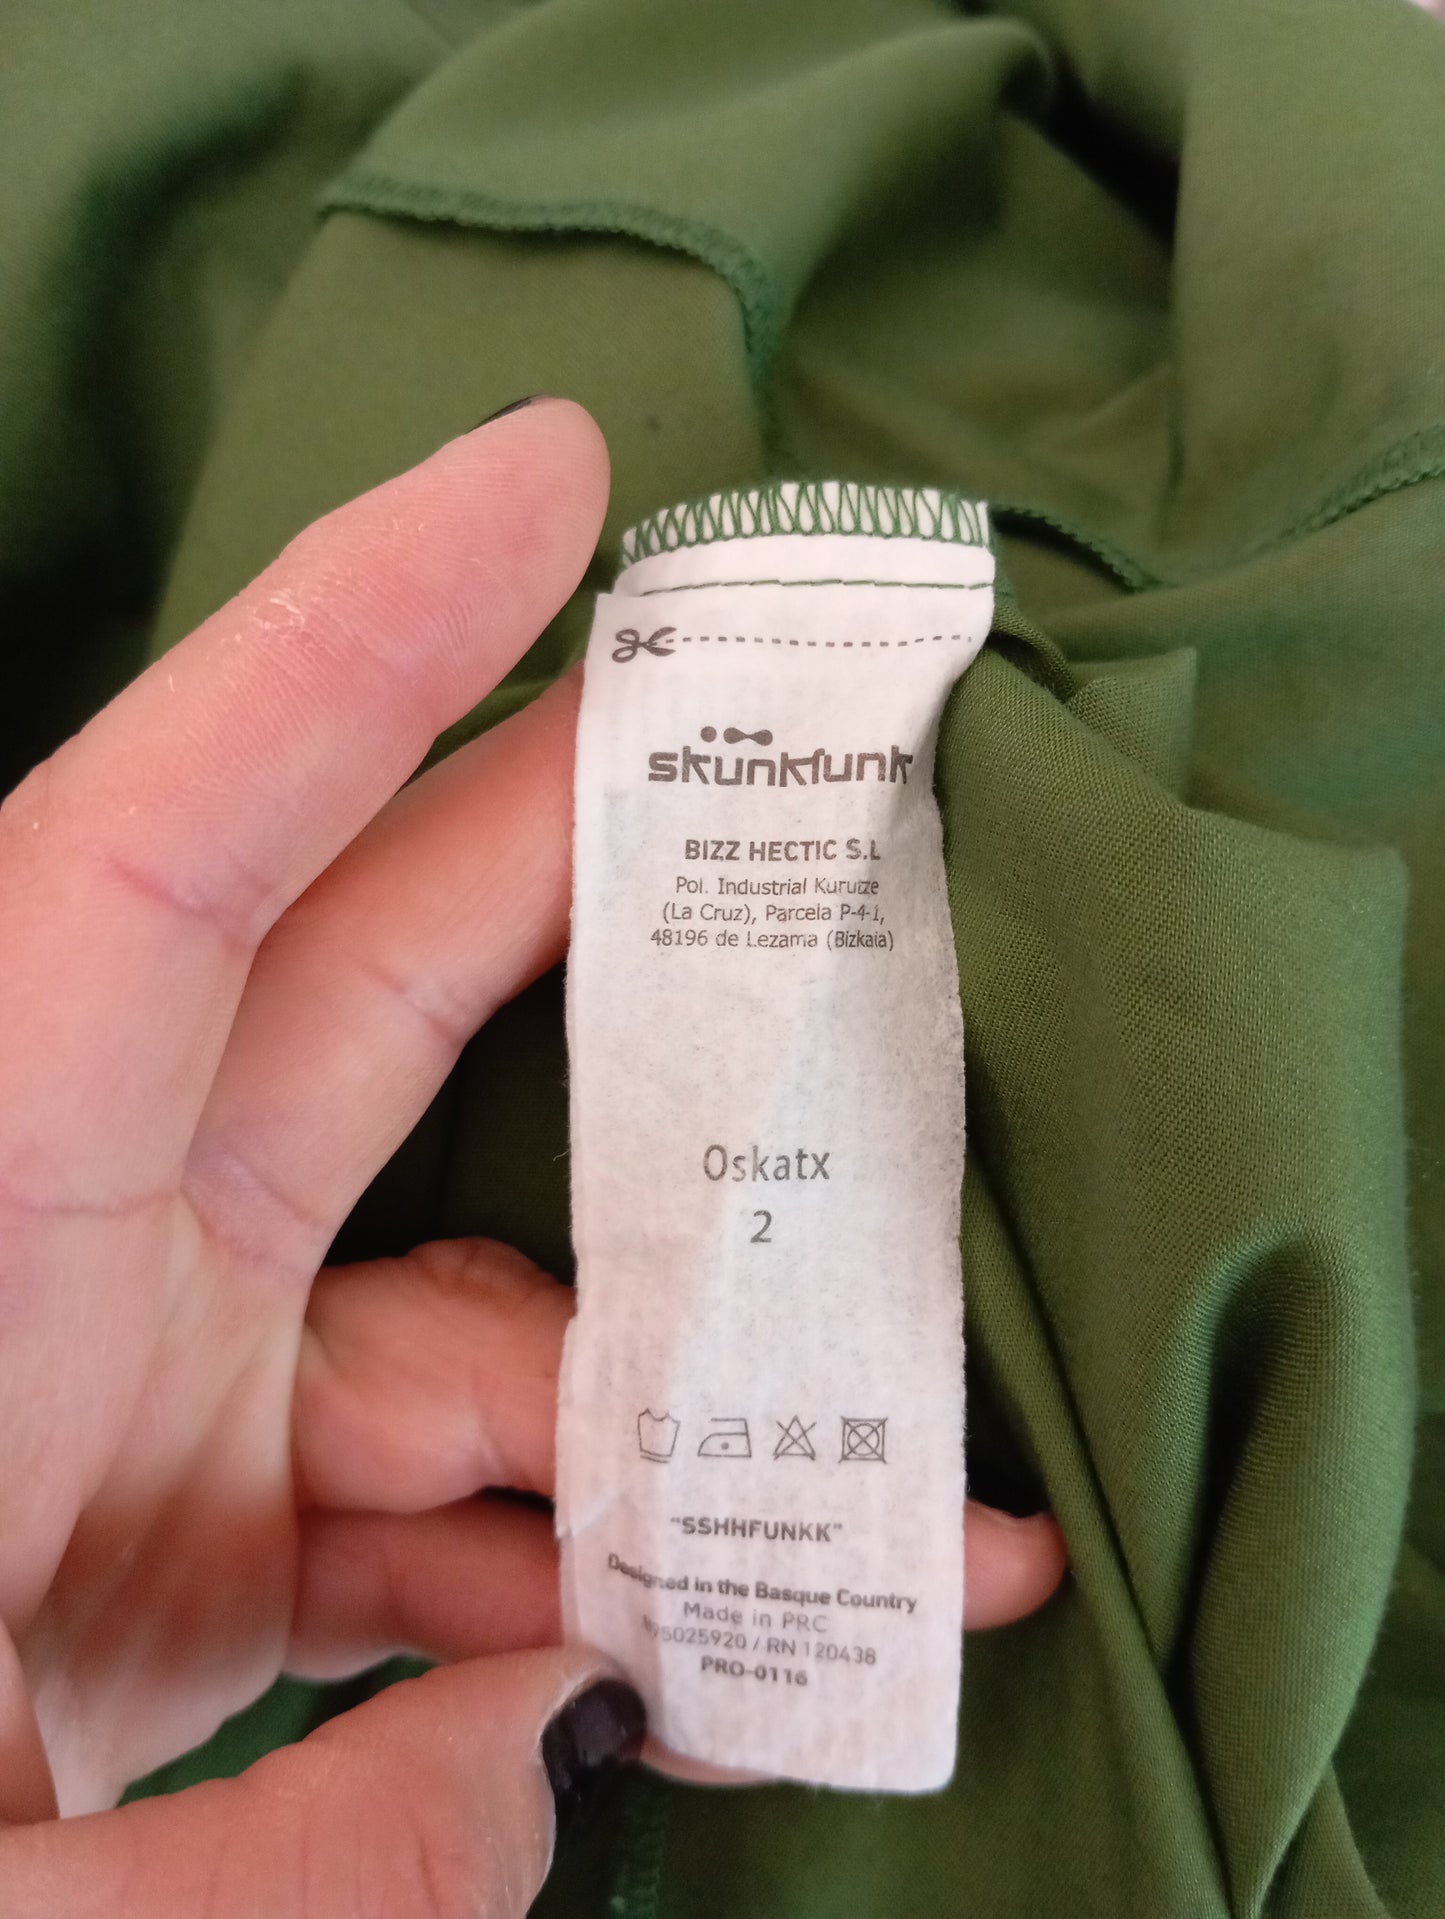 skunkfunk
BIZZ HECTIC S.L
Pol. Industrial Kurutze
(La Cruz), Parcela P-4-1,
48196 de Lezama (Bizkaia)
Oskatx
2
"SSHHFUNKK"
Designed in the Basque Country
Made in PRC
/ RN 120438
PRO-0116